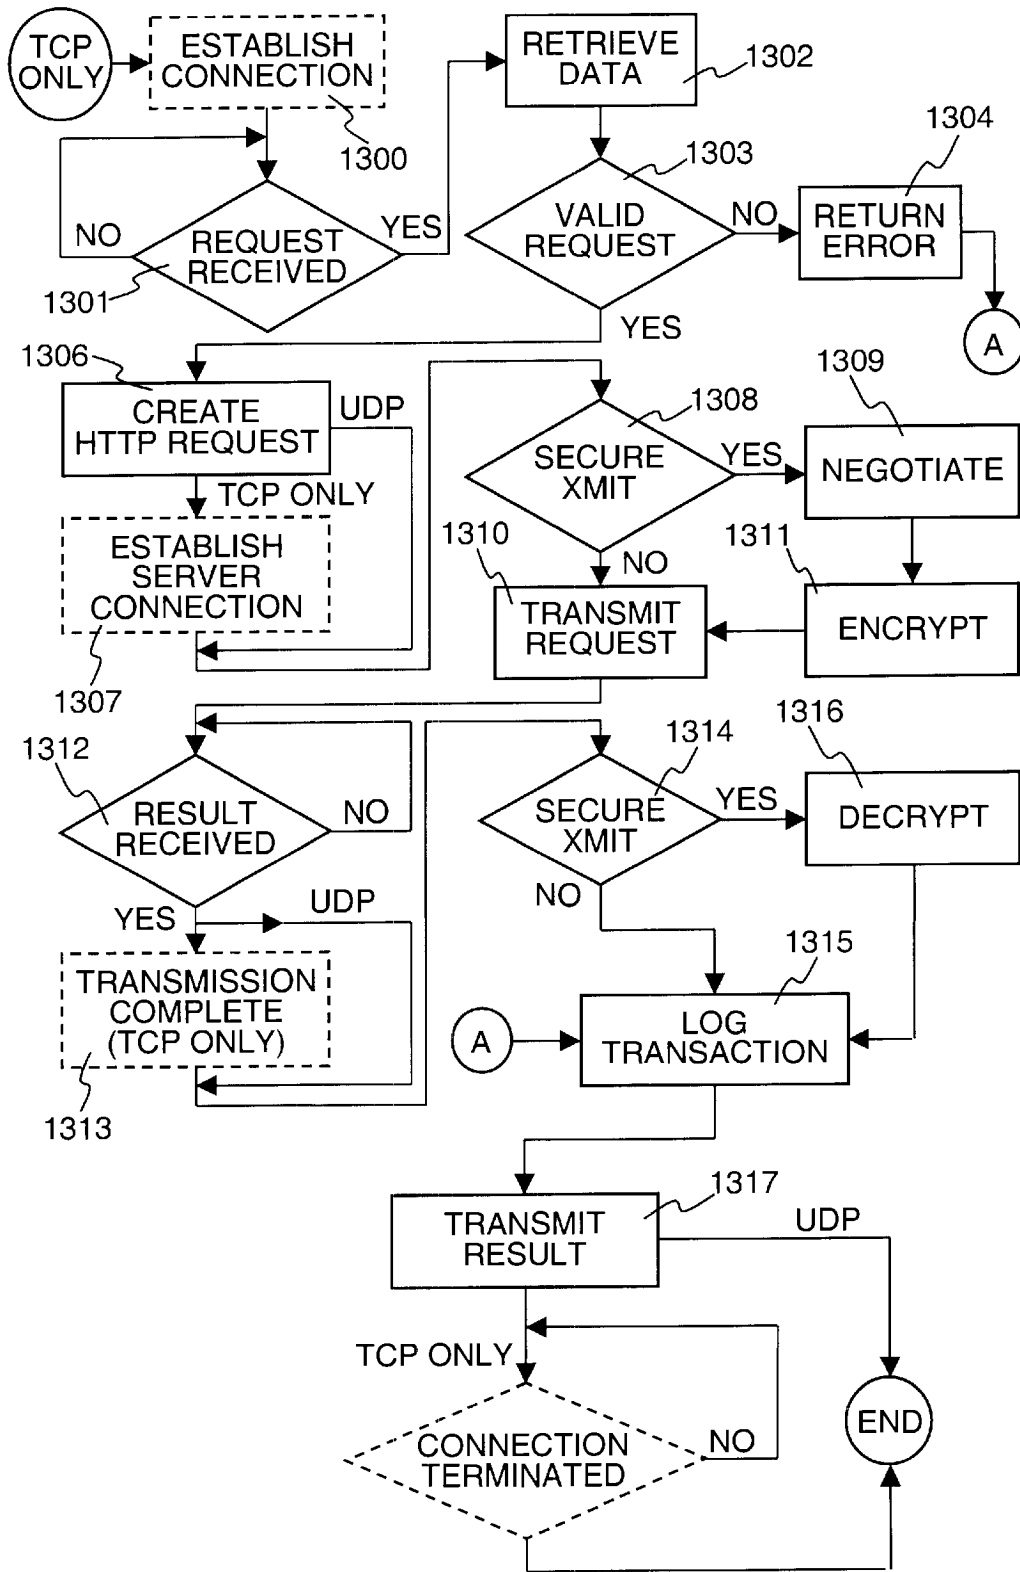 TCP
ONLY
ESTABLISH
CONNECTION
1300
RETRIEVE
DATA
1302
NO
REQUEST
RECEIVED
YES
1301
1303
VALID
REQUEST
NO
YES
1304
RETURN
ERROR
A
1306
CREATE
HTTP REQUEST
UDP
TCP ONLY
ESTABLISH
SERVER
CONNECTION
1307
1308
SECURE
XMIT
YES
NO
1309
NEGOTIATE
1310
TRANSMIT
REQUEST
1311
ENCRYPT
1312
RESULT
RECEIVED
NO
YES
UDP
TRANSMISSION
COMPLETE
(TCP ONLY)
1313
1314
SECURE
XMIT
YES
NO
1316
DECRYPT
1315
A
LOG
TRANSACTION
1317
TRANSMIT
RESULT
UDP
TCP ONLY
CONNECTION
TERMINATED
NO
END